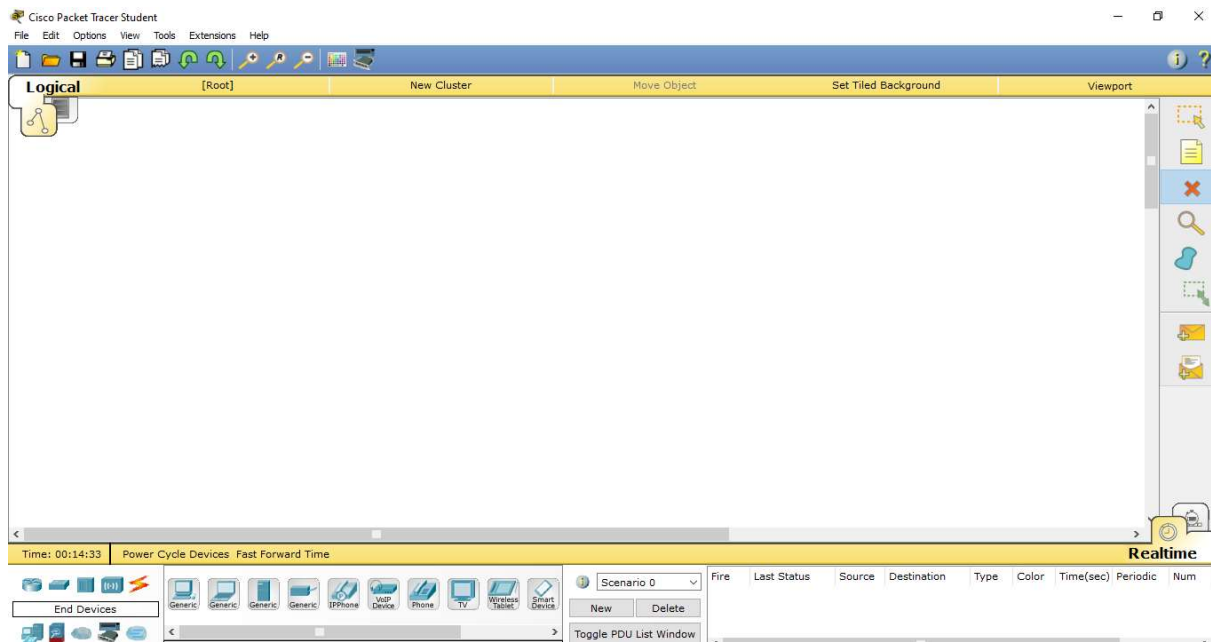 Cisco Packet Tracer Student
File Edit Options View Tools Extensions Help
Logical [Root] New Cluster Move Object Set Tiled Background Viewport
Time: 00:14:33 Power Cycle Devices Fast Forward Time Realtime
End Devices
Generic Generic Generic Generic IPPhone VoIP Device Phone TV Wireless Tablet Smart Device
Scenario 0
New Delete
Toggle PDU List Window
Fire Last Status Source Destination Type Color Time(sec) Periodic Num